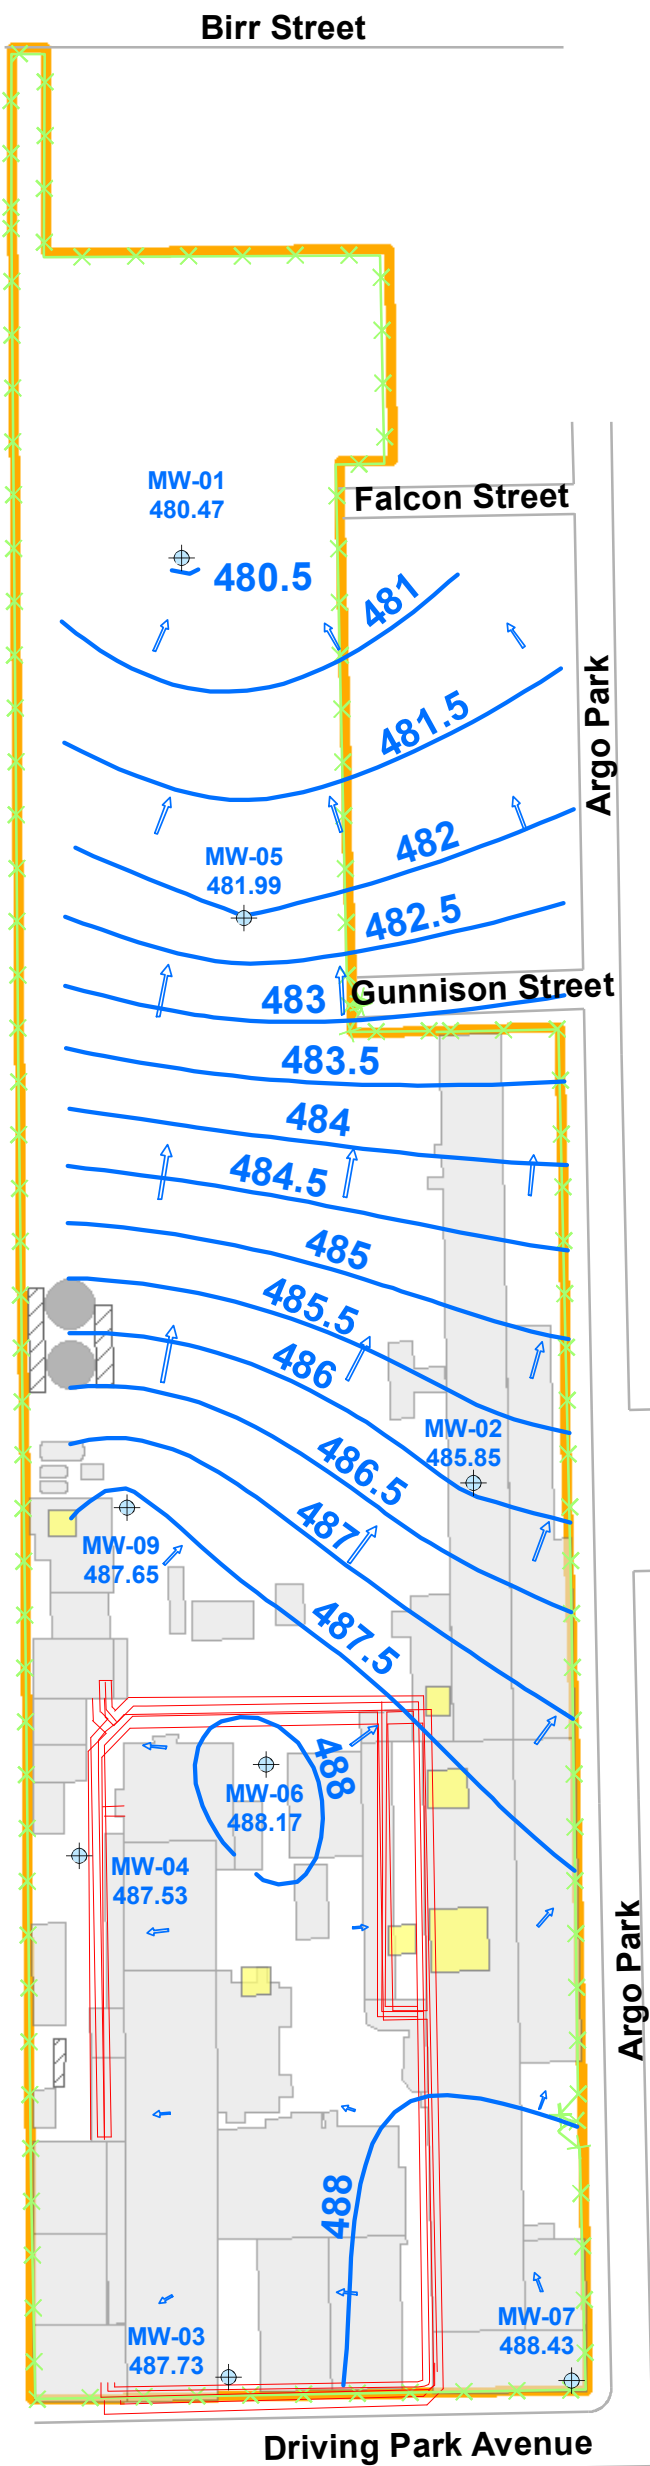 Birr Street
MW-01
480.47
Falcon Street
480.5
481
Argo Park
481.5
482
MW-05
481.99
482.5
Gunnison Street
483
483.5
484
484.5
485
485.5
486
MW-02
485.85
486.5
487
MW-09
487.65
487.5
488
MW-06
488.17
MW-04
487.53
Argo Park
488
MW-07
488.43
MW-03
487.73
Driving Park Avenue